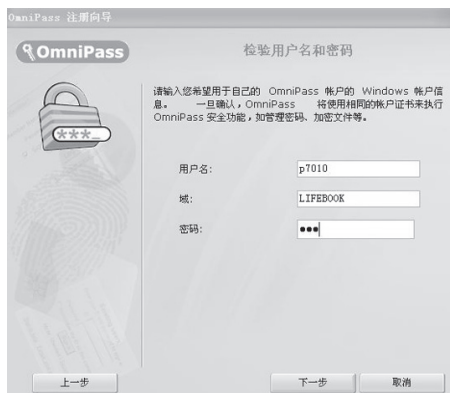 OmniPass 注册向导
OmniPass
检验用户名和密码
请输入您希望用于自己的 OmniPass 帐户的 Windows 帐户信
息。 一旦确认，OmniPass 将使用相同的帐户证书来执行
OmniPass 安全功能，如管理密码、加密文件等。
***_
用户名: p7010
域: LIFEBOOK
密码: ●●●
上一步 下一步 取消